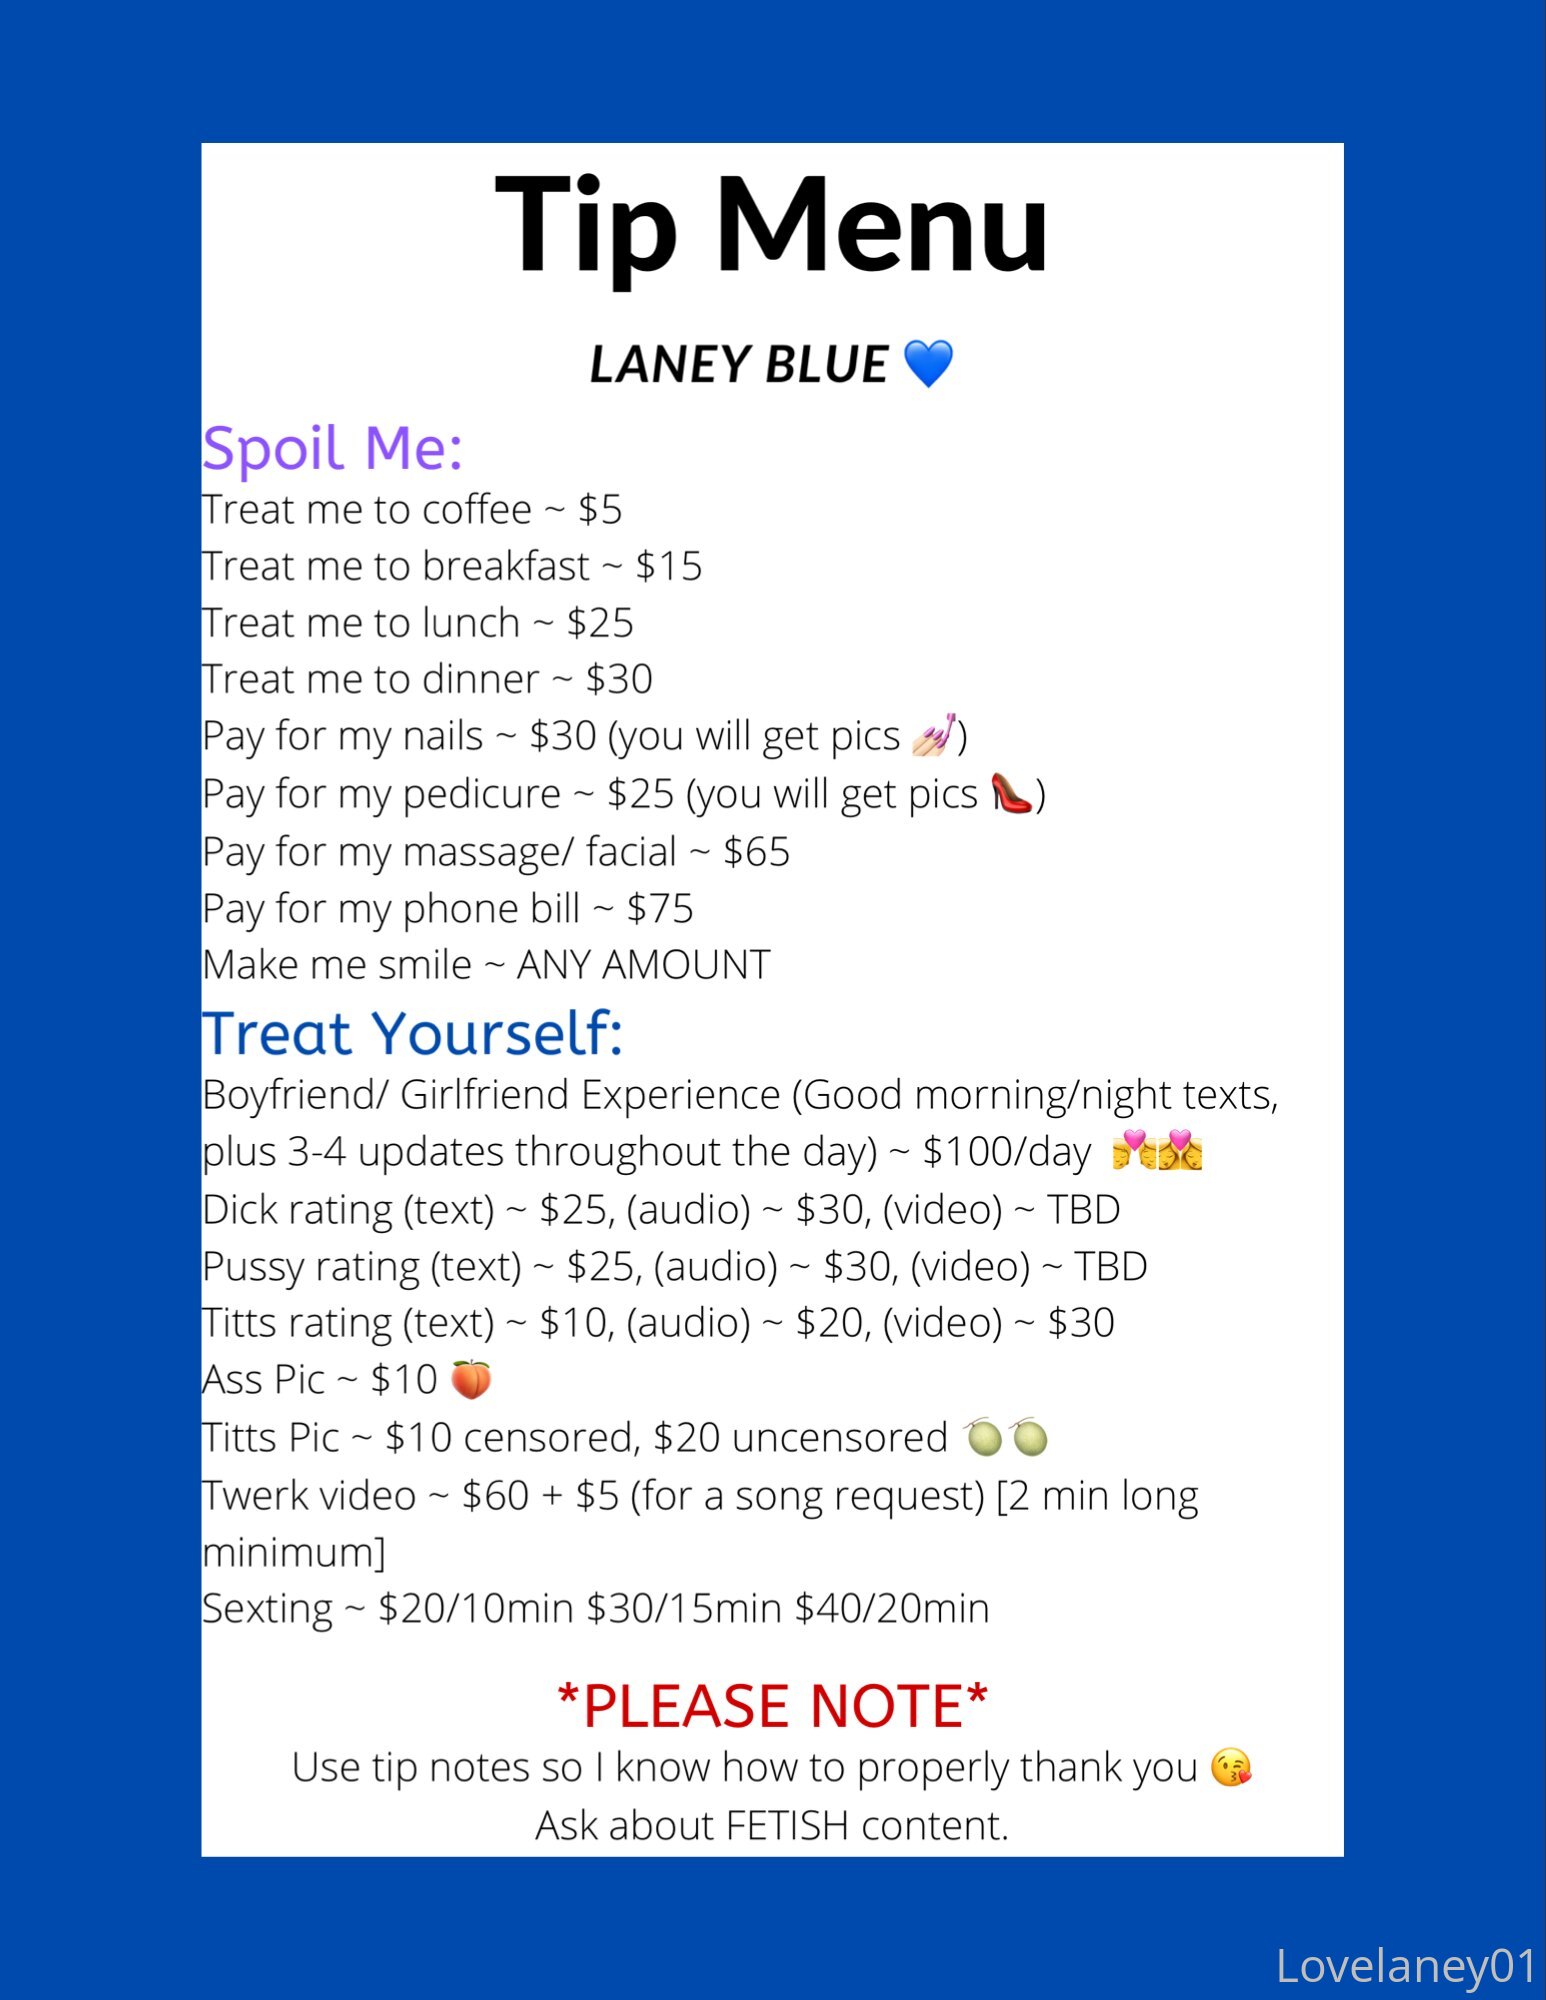 Tip Menu
LANEY BLUE 💙
Spoil Me:
Treat me to coffee ~ $5
Treat me to breakfast ~ $15
Treat me to lunch ~ $25
Treat me to dinner ~ $30
Pay for my nails ~ $30 (you will get pics 💅🏻)
Pay for my pedicure ~ $25 (you will get pics 👠)
Pay for my massage/ facial ~ $65
Pay for my phone bill ~ $75
Make me smile ~ ANY AMOUNT
Treat Yourself:
Boyfriend/ Girlfriend Experience (Good morning/night texts,
plus 3-4 updates throughout the day) ~ $100/day 💏👩‍❤️‍💋‍👩
Dick rating (text) ~ $25, (audio) ~ $30, (video) ~ TBD
Pussy rating (text) ~ $25, (audio) ~ $30, (video) ~ TBD
Titts rating (text) ~ $10, (audio) ~ $20, (video) ~ $30
Ass Pic ~ $10 🍑
Titts Pic ~ $10 censored, $20 uncensored 🍈🍈
Twerk video ~ $60 + $5 (for a song request) [2 min long
minimum]
Sexting ~ $20/10min $30/15min $40/20min
*PLEASE NOTE*
Use tip notes so I know how to properly thank you 😘
Ask about FETISH content.
Lovelaney01